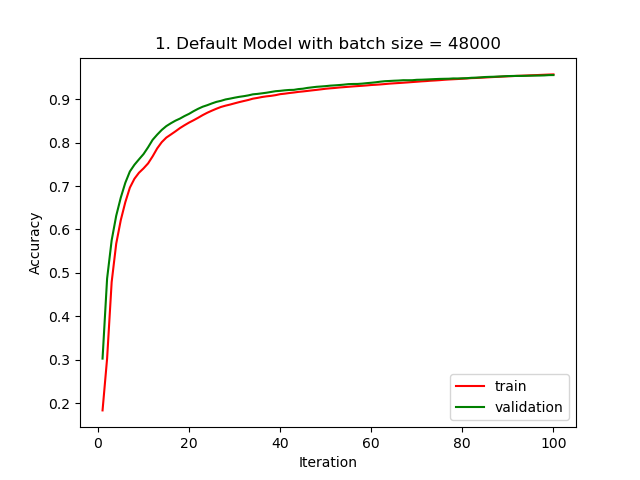 1. Default Model with batch size = 48000
Accuracy
0.9
0.8
0.7
0.6
0.5
0.4
0.3
0.2
train
validation
0 20 40 60 80 100
Iteration